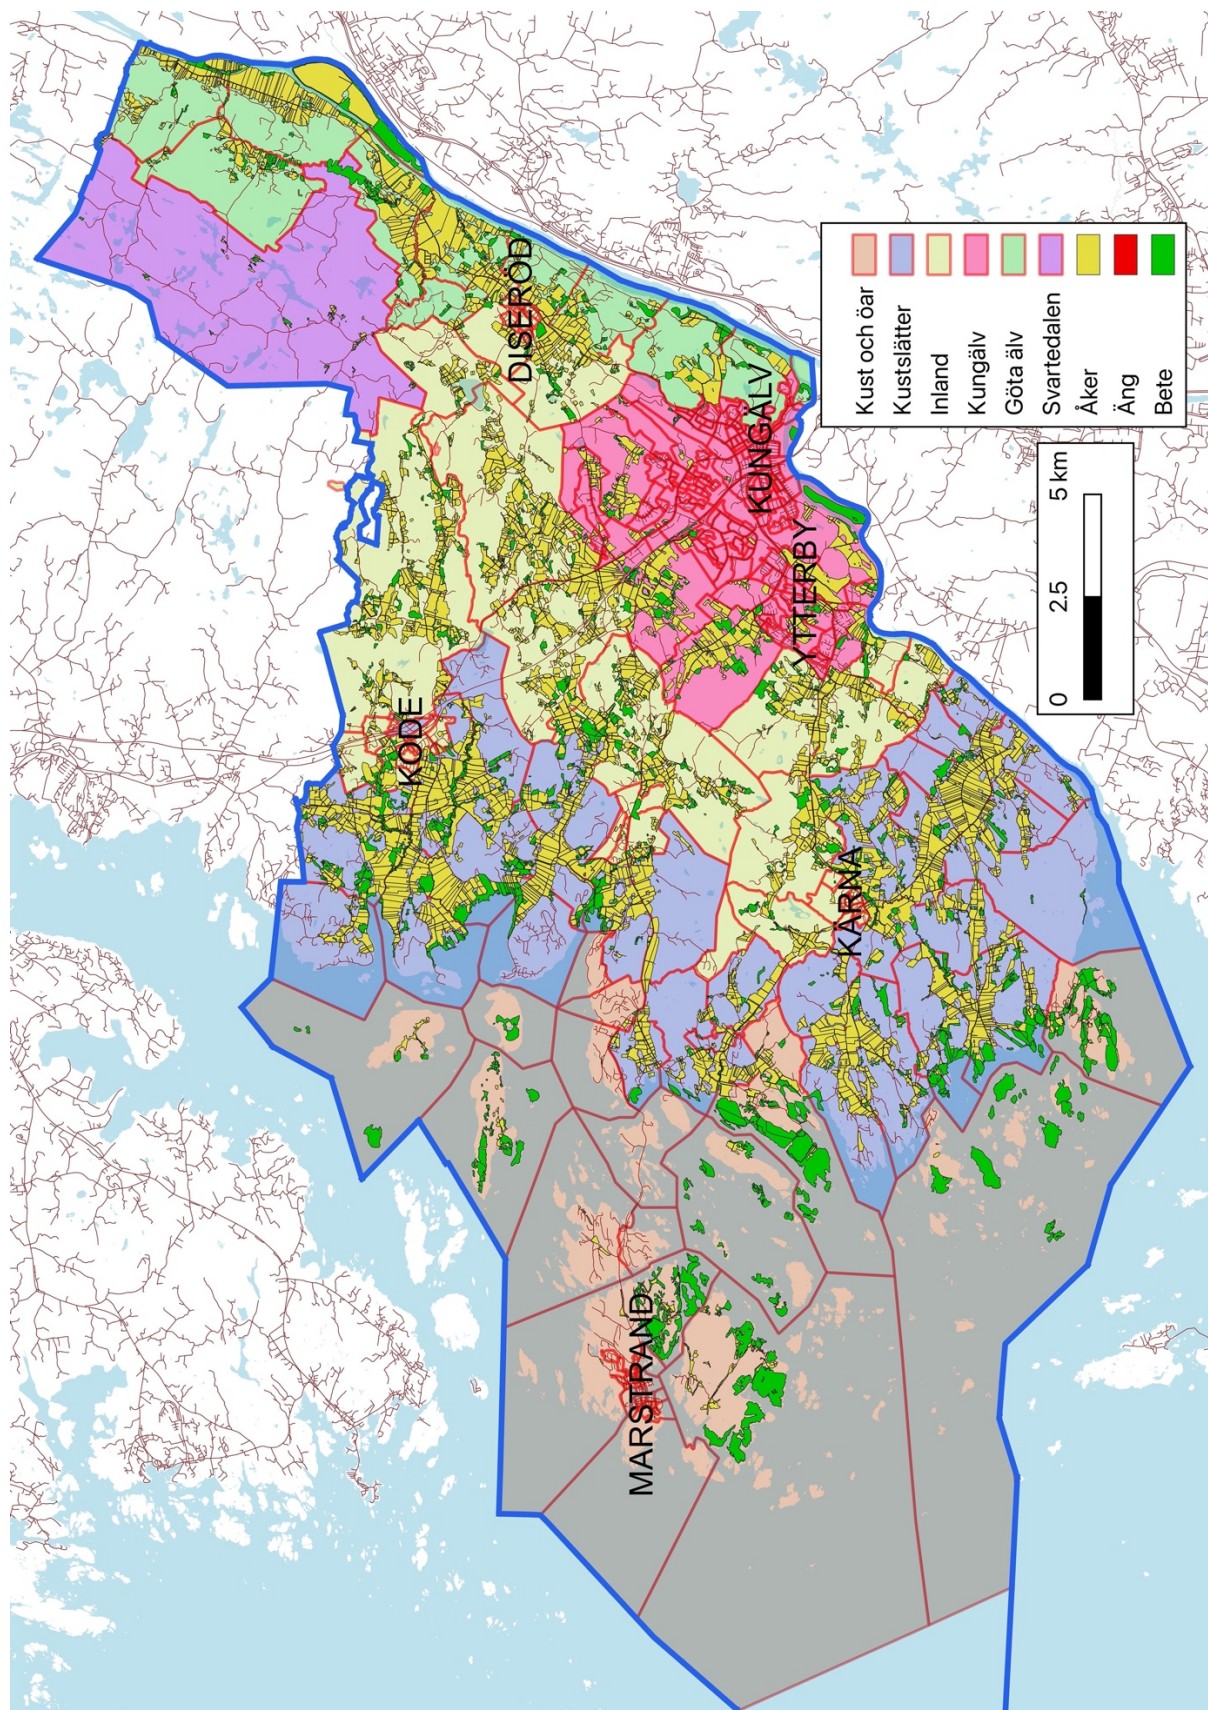 KODE
DISERÖD
MARSTRAND
KUNGÄLV
YTTERBY
KÄRNA
0 2.5 5 km
Kust och öar
Kustslätter
Inland
Kungälv
Göta älv
Svartedalen
Åker
Äng
Bete